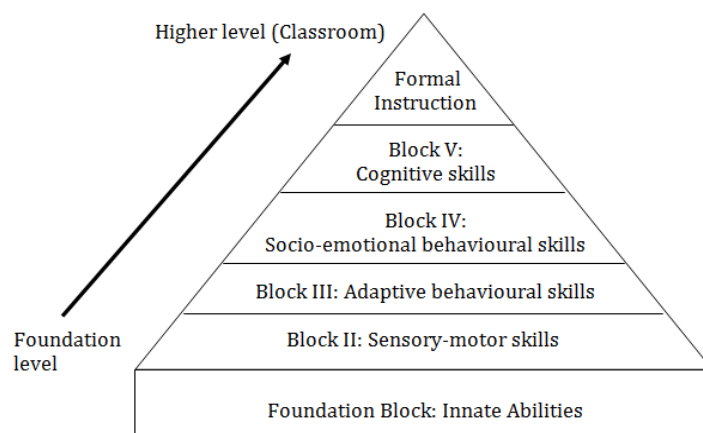 Higher level (Classroom)
Formal
Instruction
Block V:
Cognitive skills
Block IV:
Socio-emotional behavioural skills
Block III: Adaptive behavioural skills
Foundation
level
Block II: Sensory-motor skills
Foundation Block: Innate Abilities